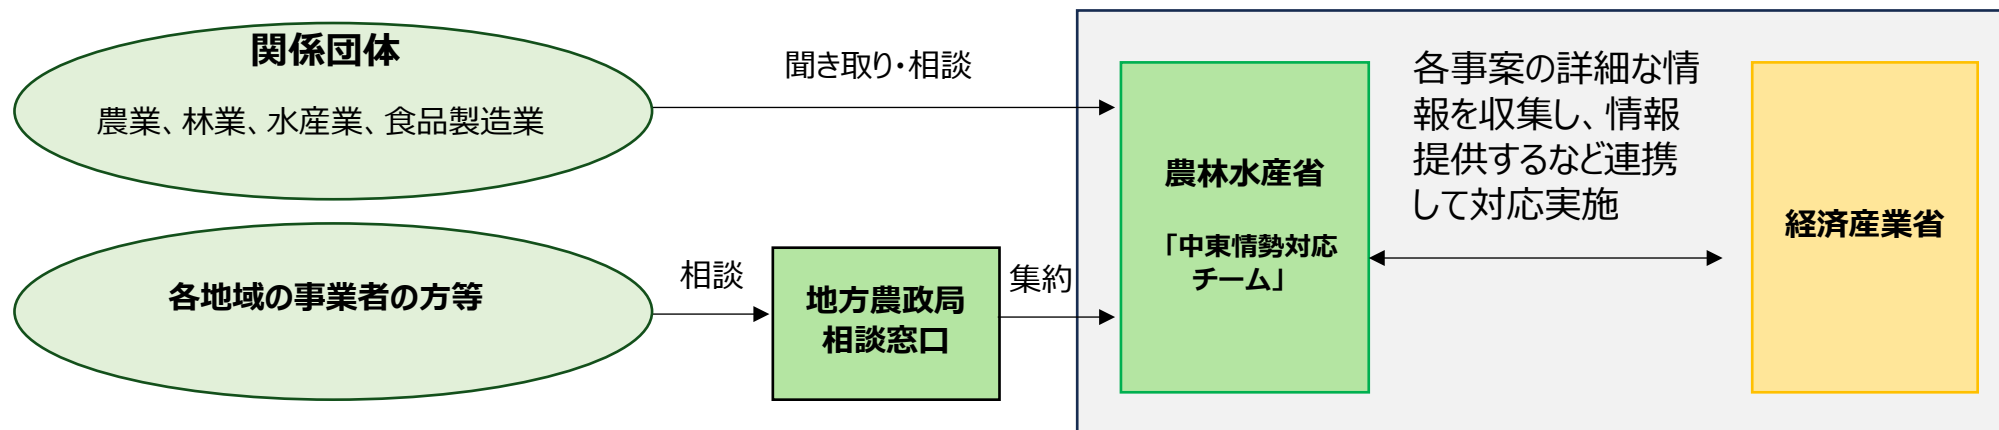 関係団体
農業、林業、水産業、食品製造業
聞き取り・相談
各地域の事業者の方等
相談
地方農政局
相談窓口
集約
農林水産省
「中東情勢対応
チーム」
各事案の詳細な情
報を収集し、情報
提供するなど連携
して対応実施
経済産業省